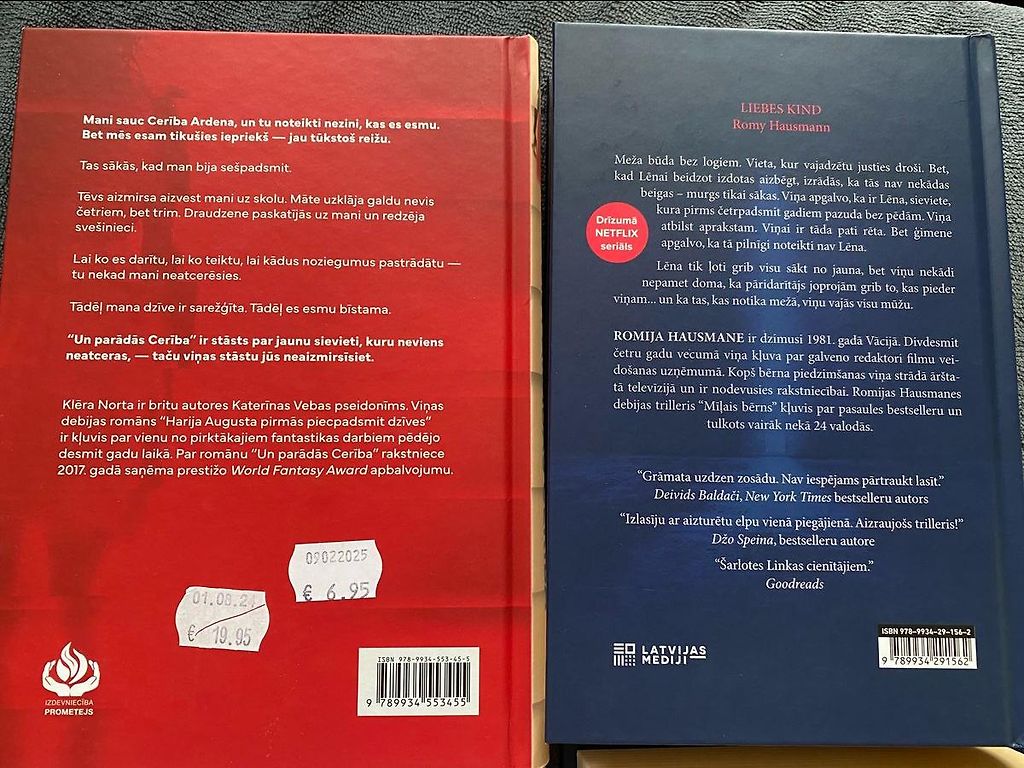 Mani sauc Cerība Ardena, un tu noteikti nezini, kas es esmu.
Bet mēs esam tikušies iepriekš — jau tūkstoš reižu.
Tas sākās, kad man bija sešpadsmit.
Tēvs aizmirsa aizvest mani uz skolu. Māte uzklāja galdu nevis
četriem, bet trim. Draudzene paskatījās uz mani un redzēja
svešinieci.
Lai ko es darītu, lai ko teiktu, lai kādus noziegumus pastrādātu —
tu nekad mani neatcerēsies.
Tādēļ mana dzīve ir sarežģīta. Tādēļ es esmu bīstama.
“Un parādās Cerība” ir stāsts par jaunu sievieti, kuru neviens
neatceras, — taču viņas stāstu jūs neaizmirsīsiet.
Klēra Norta ir britu autores Katerīnas Vebas pseidonīms. Viņas
debijas romāns “Harija Augusta pirmās piecpadsmit dzīves”
ir kļuvis par vienu no pirktākajiem fantastikas darbiem pēdējo
desmit gadu laikā. Par romānu “Un parādās Cerība” rakstniece
2017. gadā saņēma prestižo World Fantasy Award apbalvojumu.
09022025
€ 6.95
01.08.24
€ 19.95
IZDEVNIECĪBA
PROMETEJS
ISBN 978-9934-553-45-5
9 789934 553455
LIEBES KIND
Romy Hausmann
Meža būda bez logiem. Vieta, kur vajadzētu justies droši. Bet,
kad Lēnai beidzot izdotas aizbēgt, izrādās, ka tās nav nekādas
beigas – murgs tikai sākas. Viņa apgalvo, ka ir Lēna, sieviete,
kura pirms četrpadsmit gadiem pazuda bez pēdām. Viņa
atbilst aprakstam. Viņai ir tāda pati rēta. Bet ģimene
apgalvo, ka tā pilnīgi noteikti nav Lēna.
Drīzumā
NETFLIX
seriāls
Lēna tik ļoti grib visu sākt no jauna, bet viņu nekādi
nepamet doma, ka pāridarītājs joprojām grib to, kas pieder
viņam... un ka tas, kas notika mežā, viņu vajās visu mūžu.
ROMIJA HAUSMANE ir dzimusi 1981. gadā Vācijā. Divdesmit
četru gadu vecumā viņa kļuva par galveno redaktori filmu vei-
došanas uzņēmumā. Kopš bērna piedzimšanas viņa strādā āršta-
tā televīzijā un ir nodevusies rakstniecībai. Romijas Hausmanes
debijas trilleris “Mīļais bērns” kļuvis par pasaules bestselleru un
tulkots vairāk nekā 24 valodās.
“Grāmata uzdzen zosādu. Nav iespējams pārtraukt lasīt.”
Deivids Baldači, New York Times bestselleru autors
“Izlasīju ar aizturētu elpu vienā piegājienā. Aizraujošs trilleris!”
Džo Speina, bestselleru autore
“Šarlotes Linkas cienītājiem.”
Goodreads
LATVIJAS
MEDIJI
ISBN 978-9934-29-156-2
9 789934 291562